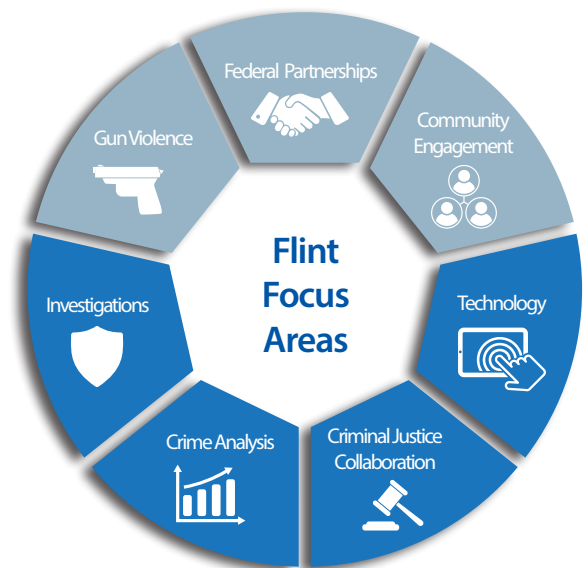 Federal Partnerships
Community
Engagement
Technology
Criminal Justice
Collaboration
Crime Analysis
Investigations
Gun Violence
Flint
Focus
Areas